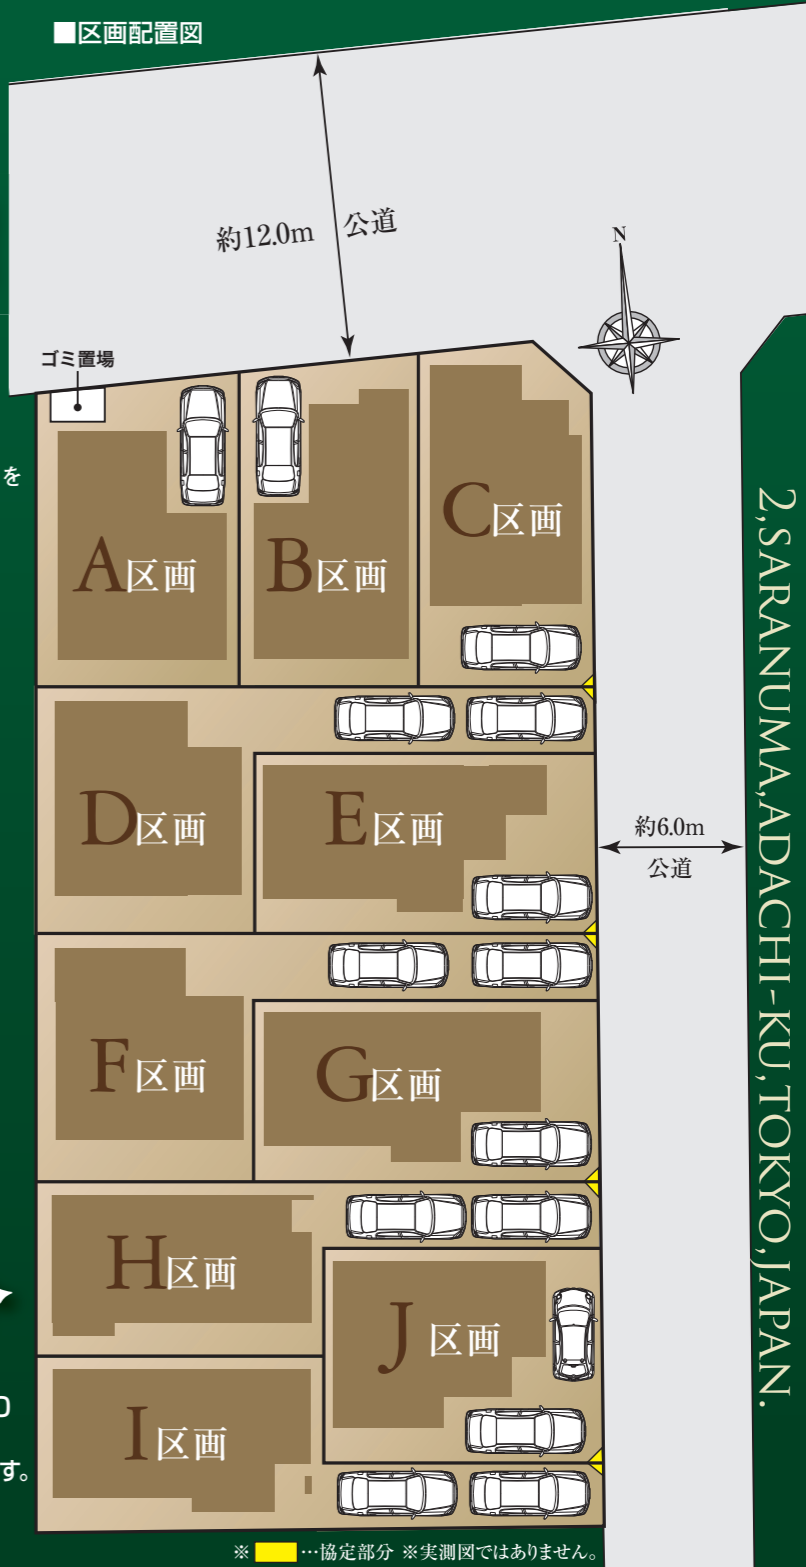 ■区画配置図
約12.0m 公道
N
ゴミ置場
を
A区画
B区画
C区画
D区画
E区画
約6.0m
公道
F区画
G区画
H区画
J区画
I区画
す。
2,SARANUMA,ADACHI-KU,TOKYO,JAPAN.
※ …協定部分 ※実測図ではありません。